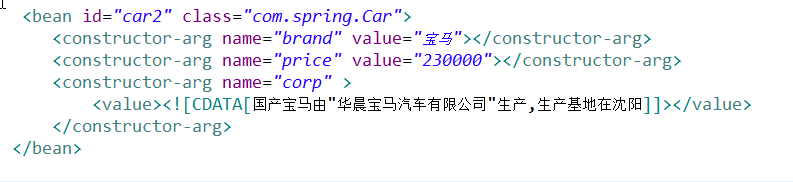 <bean id="car2" class="com.spring.Car">
<constructor-arg name="brand" value="宝马"></constructor-arg>
<constructor-arg name="price" value="230000"></constructor-arg>
<constructor-arg name="corp" >
<value><![CDATA[国产宝马由"华晨宝马汽车有限公司"生产,生产基地在沈阳]]></value>
</constructor-arg>
</bean>